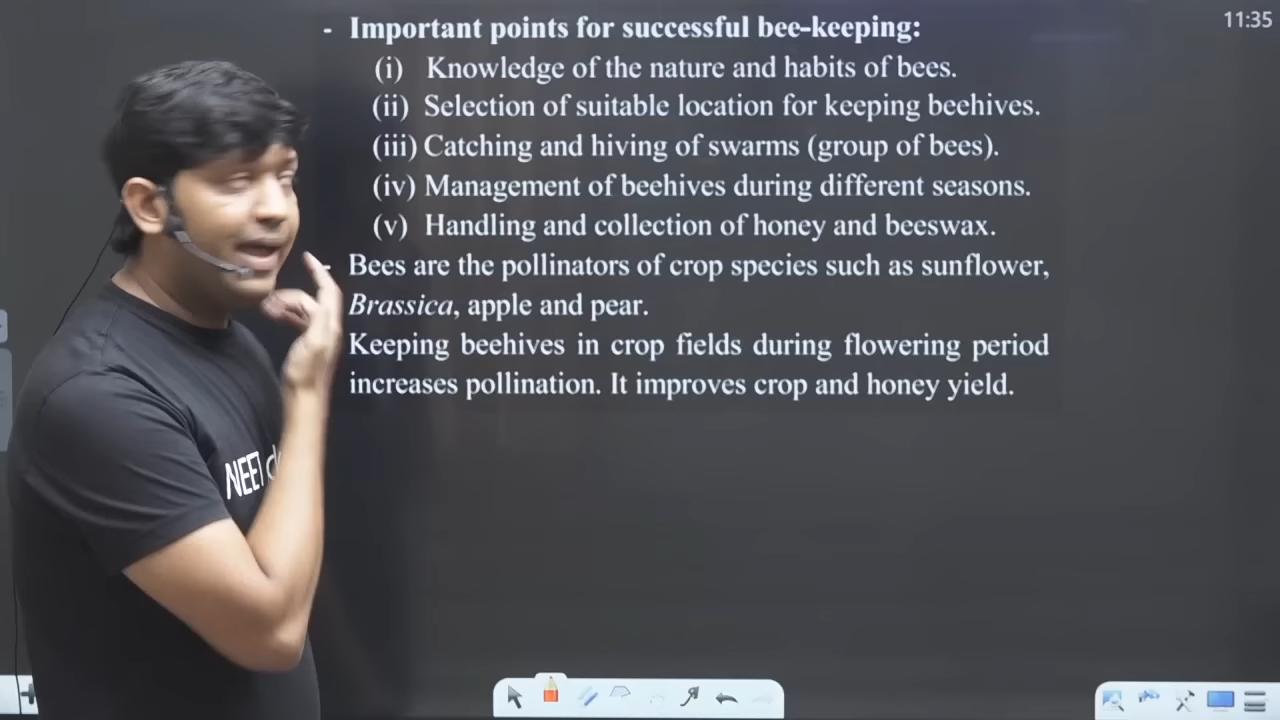 11:35
- Important points for successful bee-keeping:
(i) Knowledge of the nature and habits of bees.
(ii) Selection of suitable location for keeping beehives.
(iii) Catching and hiving of swarms (group of bees).
(iv) Management of beehives during different seasons.
(v) Handling and collection of honey and beeswax.
- Bees are the pollinators of crop species such as sunflower,
Brassica, apple and pear.
Keeping beehives in crop fields during flowering period
increases pollination. It improves crop and honey yield.
NEET